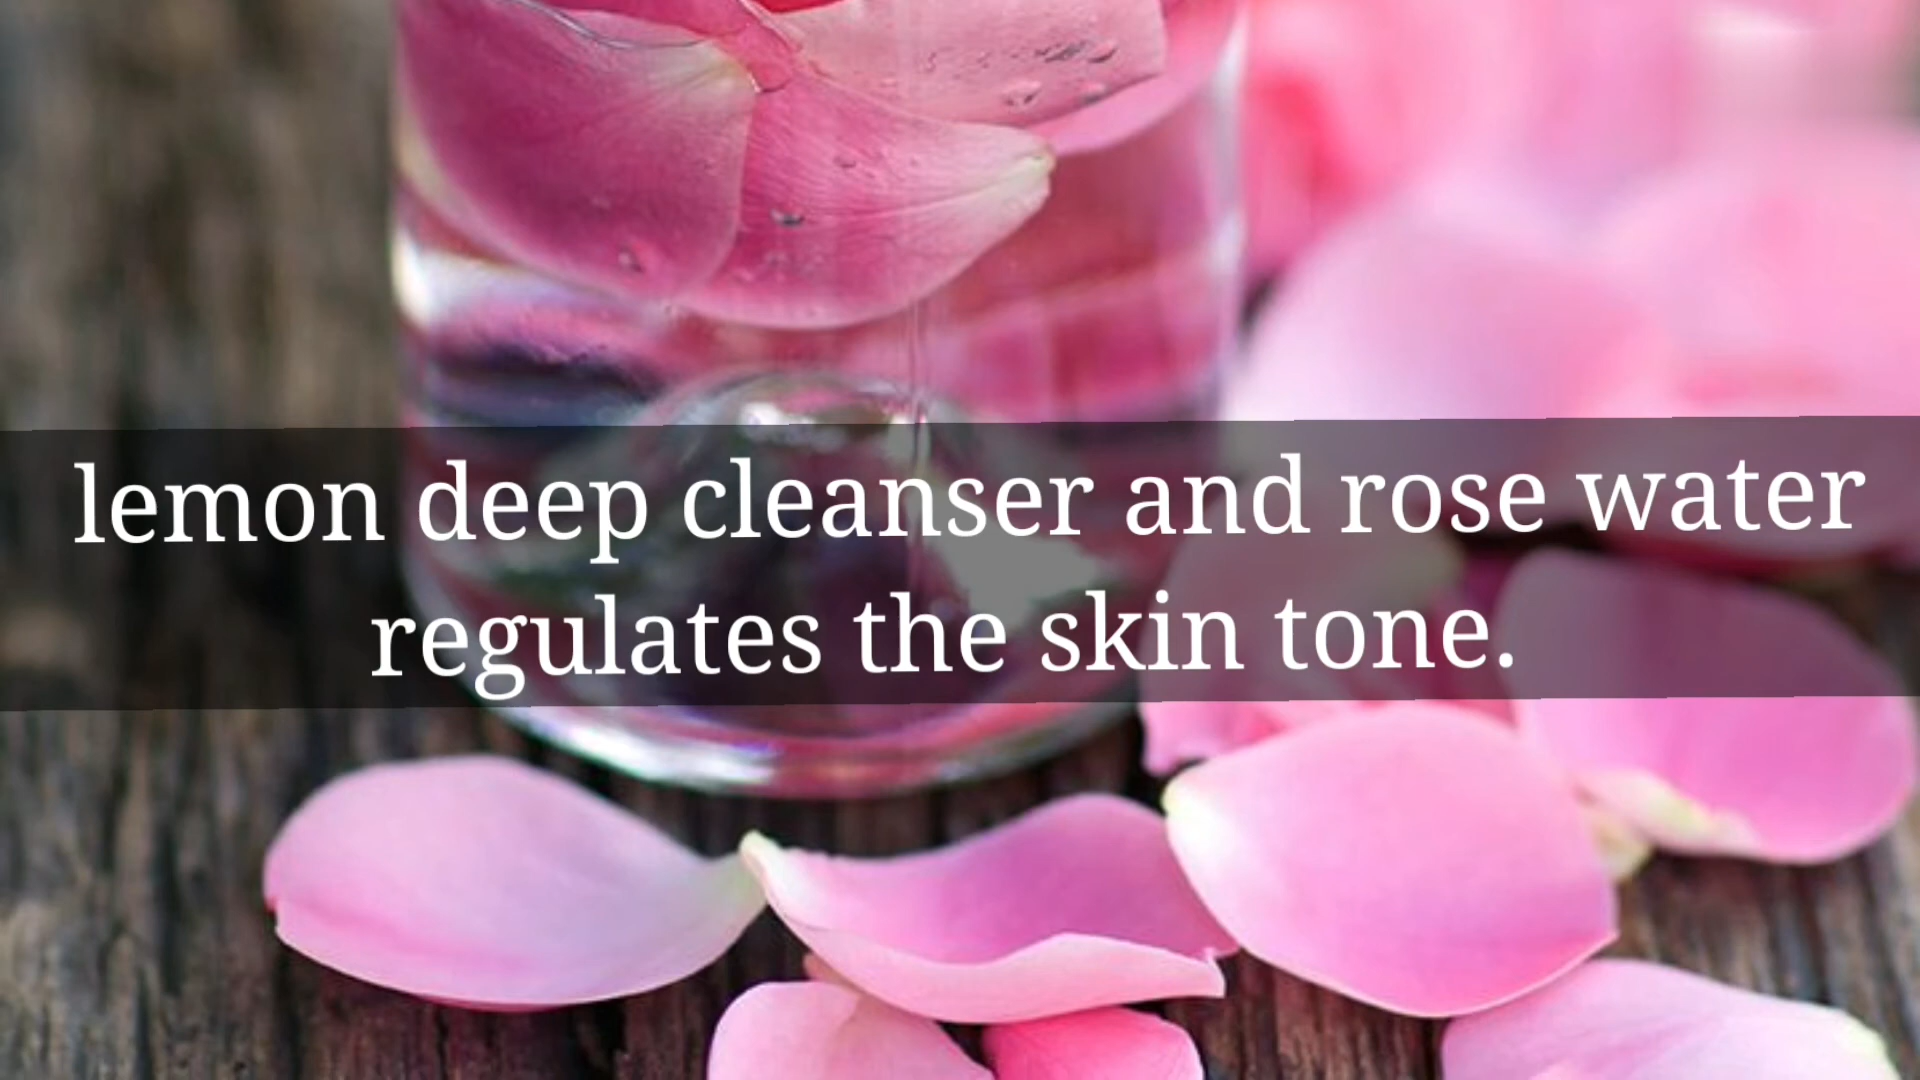 lemon deep cleanser and rose water
regulates the skin tone.